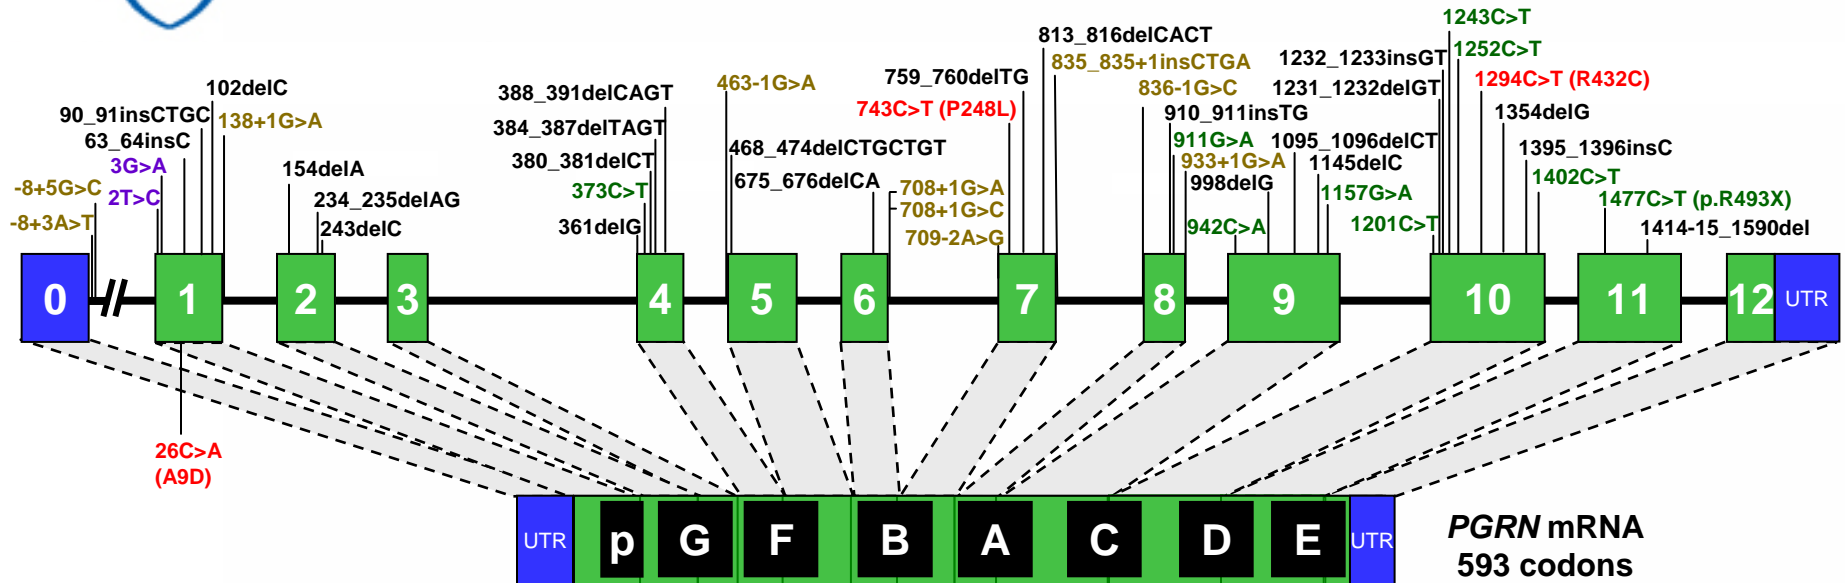 1243C>T
813_816delCACT
1252C>T
1232_1233insGT
835_835+1insCTGA
759_760delTG
1294C>T (R432C)
463-1G>A
102delC
836-1G>C
1231_1232delGT
388_391delCAGT
743C>T (P248L)
910_911insTG
1354delG
90_91insCTGC
138+1G>A
384_387delTAGT
63_64insC
911G>A
1095_1096delCT
468_474delCTGCTGT
1395_1396insC
380_381delCT
933+1G>A
1145delC
3G>A
154delA
675_676delCA
998delG
1402C>T
-8+5G>C
373C>T
708+1G>A
1157G>A
2T>C
234_235delAG
1477C>T (p.R493X)
708+1G>C
-8+3A>T
243delC
361delG
709-2A>G
942C>A
1201C>T
1414-15_1590del
0 1 2 3 4 5 6 7 8 9 10 11 12 UTR
26C>A
(A9D)
UTR p G F B A C D E UTR
PGRN mRNA
593 codons